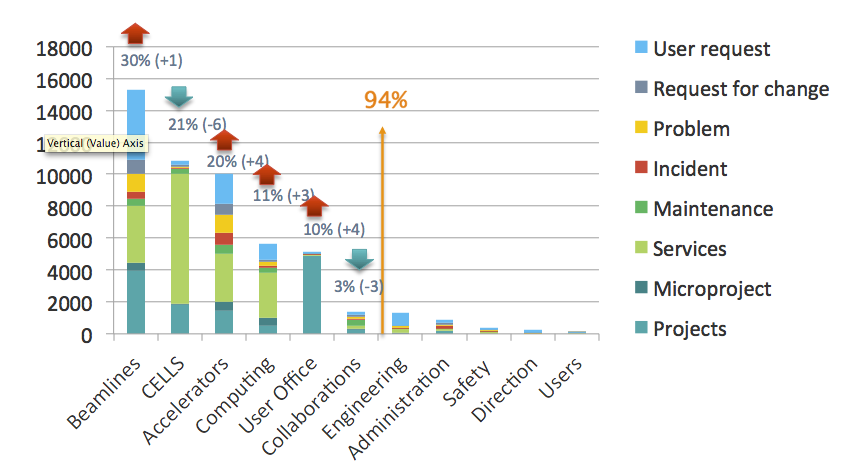 18000
16000
14000
10000
8000
6000
4000
2000
0
Vertical (Value) Axis
30% (+1)
21% (-6)
20% (+4)
11% (+3)
10% (+4)
3% (-3)
94%
Beamlines
CELLS
Accelerators
Computing
User Office
Collaborations
Engineering
Administration
Safety
Direction
Users
User request
Request for change
Problem
Incident
Maintenance
Services
Microproject
Projects